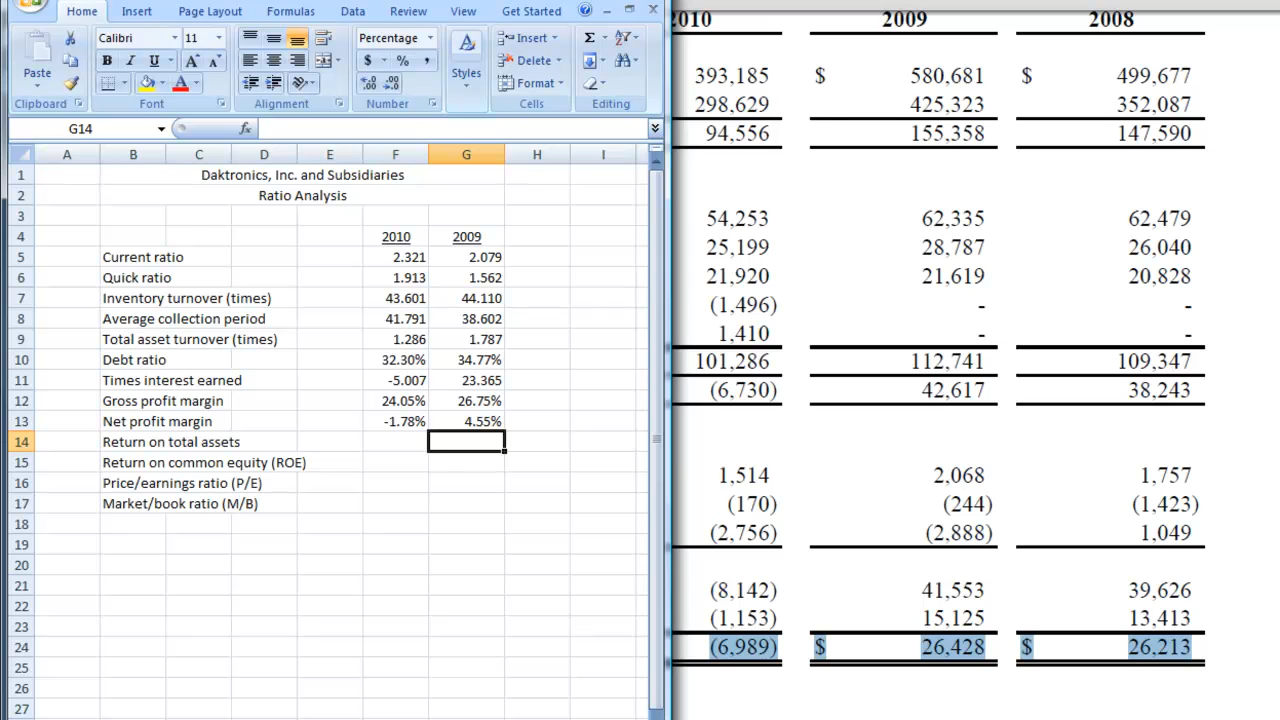 Home Insert Page Layout Formulas Data Review View Get Started
Calibri 11 Percentage Insert Σ
Paste B I U A A $ % , Styles Delete
A Format
Clipboard Font Alignment Number Cells Editing
G14 fx
A B C D E F G H I
1 Daktronics, Inc. and Subsidiaries
2 Ratio Analysis
3
4 2010 2009
5 Current ratio 2.321 2.079
6 Quick ratio 1.913 1.562
7 Inventory turnover (times) 43.601 44.110
8 Average collection period 41.791 38.602
9 Total asset turnover (times) 1.286 1.787
10 Debt ratio 32.30% 34.77%
11 Times interest earned -5.007 23.365
12 Gross profit margin 24.05% 26.75%
13 Net profit margin -1.78% 4.55%
14 Return on total assets
15 Return on common equity (ROE)
16 Price/earnings ratio (P/E)
17 Market/book ratio (M/B)
18
19
20
21
22
23
24
25
26
27
2010 2009 2008
393,185 $ 580,681 $ 499,677
298,629 425,323 352,087
94,556 155,358 147,590
54,253 62,335 62,479
25,199 28,787 26,040
21,920 21,619 20,828
(1,496) - -
1,410 - -
101,286 112,741 109,347
(6,730) 42,617 38,243
1,514 2,068 1,757
(170) (244) (1,423)
(2,756) (2,888) 1,049
(8,142) 41,553 39,626
(1,153) 15,125 13,413
(6,989) $ 26,428 $ 26,213